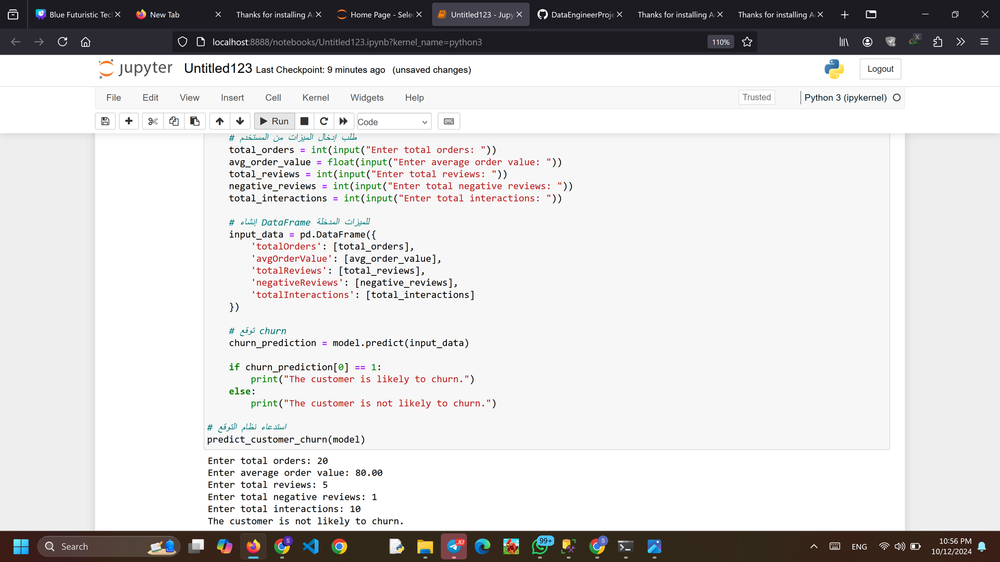 Blue Futuristic Tec
New Tab
Thanks for installing A
Home Page - Selec
Untitled123 - Jupy
DataEngineerProje
Thanks for installing A
Thanks for installing A
localhost:8888/notebooks/Untitled123.ipynb?kernel_name=python3
110%
X
jupyter Untitled123 Last Checkpoint: 9 minutes ago (unsaved changes)
Logout
File Edit View Insert Cell Kernel Widgets Help
Trusted
Python 3 (ipykernel)
Run
Code
# طلب إدخال الميزات من المستخدم
total_orders = int(input("Enter total orders: "))
avg_order_value = float(input("Enter average order value: "))
total_reviews = int(input("Enter total reviews: "))
negative_reviews = int(input("Enter total negative reviews: "))
total_interactions = int(input("Enter total interactions: "))
# إنشاء DataFrame للميزات المدخلة
input_data = pd.DataFrame({
'totalOrders': [total_orders],
'avgOrderValue': [avg_order_value],
'totalReviews': [total_reviews],
'negativeReviews': [negative_reviews],
'totalInteractions': [total_interactions]
})
# توقع churn
churn_prediction = model.predict(input_data)
if churn_prediction[0] == 1:
print("The customer is likely to churn.")
else:
print("The customer is not likely to churn.")
# استدعاء نظام التوقع
predict_customer_churn(model)
Enter total orders: 20
Enter average order value: 80.00
Enter total reviews: 5
Enter total negative reviews: 1
Enter total interactions: 10
The customer is not likely to churn.
Search
S
87
99+
S
ENG
10:56 PM
10/12/2024